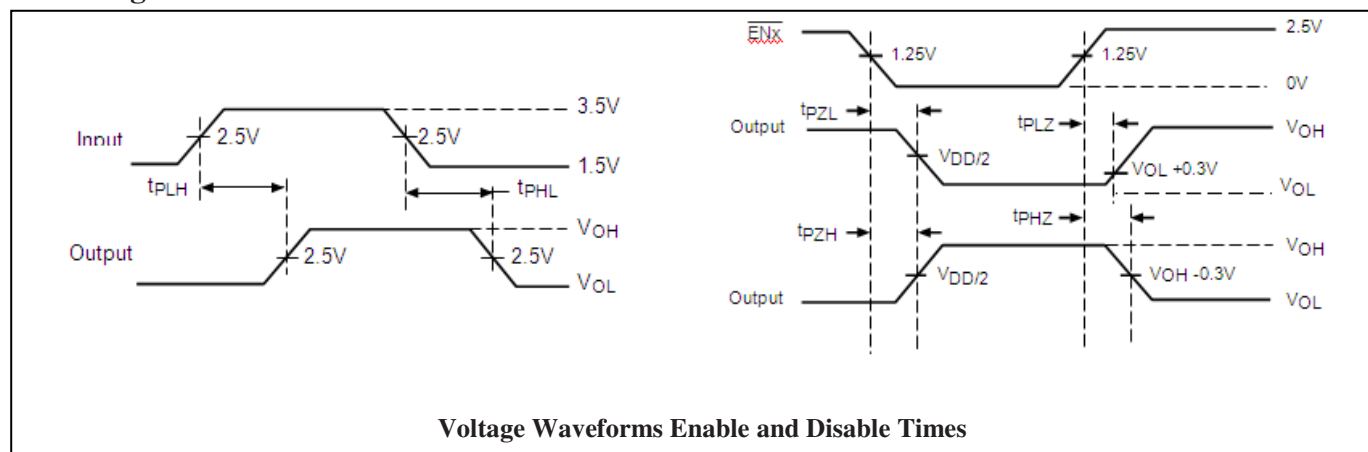 3.5V
Input
2.5V
2.5V
1.5V
tPLH
tPHL
VOH
Output
2.5V
2.5V
VOL
ENx
2.5V
1.25V
1.25V
0V
tPZL
Output
tPLZ
VOH
VDD/2
VOL +0.3V
VOL
tPHZ
tPZH
VOH
VDD/2
VOH -0.3V
Output
VOL
Voltage Waveforms Enable and Disable Times